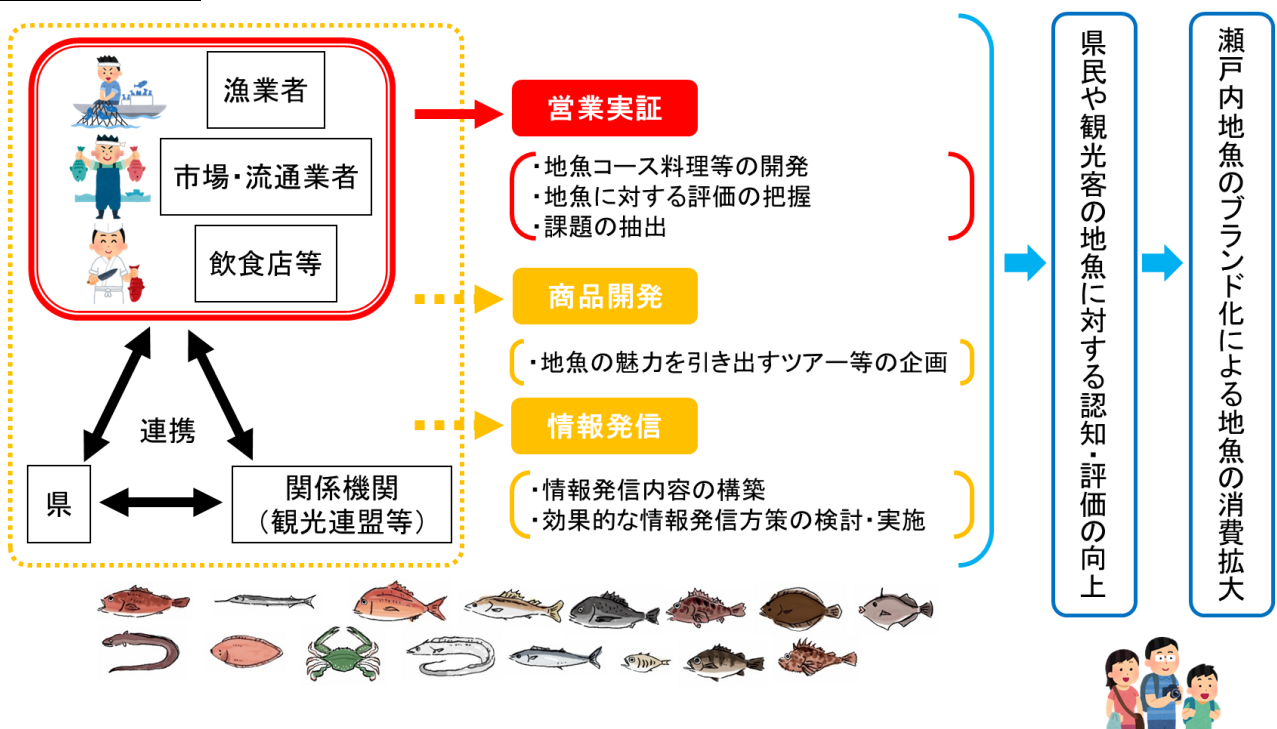 漁業者
市場・流通業者
飲食店等
連携
県
関係機関
（観光連盟等）
営業実証
・地魚コース料理等の開発
・地魚に対する評価の把握
・課題の抽出
商品開発
・地魚の魅力を引き出すツアー等の企画
情報発信
・情報発信内容の構築
・効果的な情報発信方策の検討・実施
県民や観光客の地魚に対する認知・評価の向上
瀬戸内地魚のブランド化による地魚の消費拡大